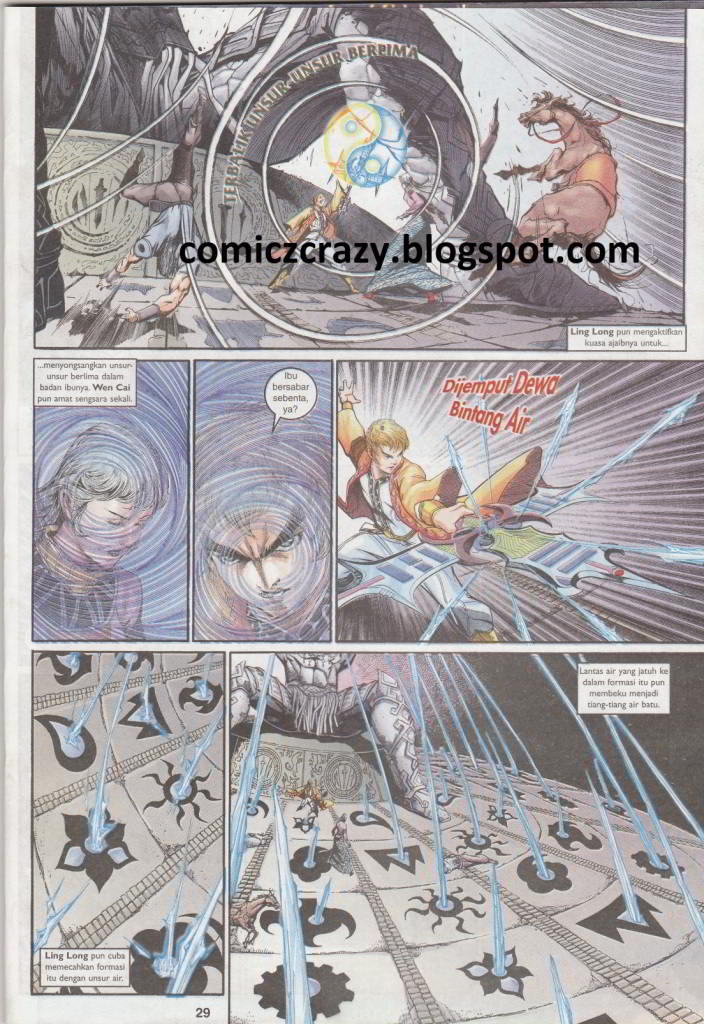 TERBALIK UNSUR-UNSUR BERLIMA
comiczcrazy.blogspot.com
Ling Long pun mengaktifkan
kuasa ajaibnya untuk...
...menyongsangkan unsur-
unsur berlima dalam
badan ibunya. Wen Cai
pun amat sengsara sekali.
Ibu
bersabar
sebenta,
ya?
Dijemput Dewa
Bintang Air
Lantas air yang jatuh ke
dalam formasi itu pun
membeku menjadi
tiang-tiang air batu.
Ling Long pun cuba
memecahkan formasi
itu dengan unsur air.
29